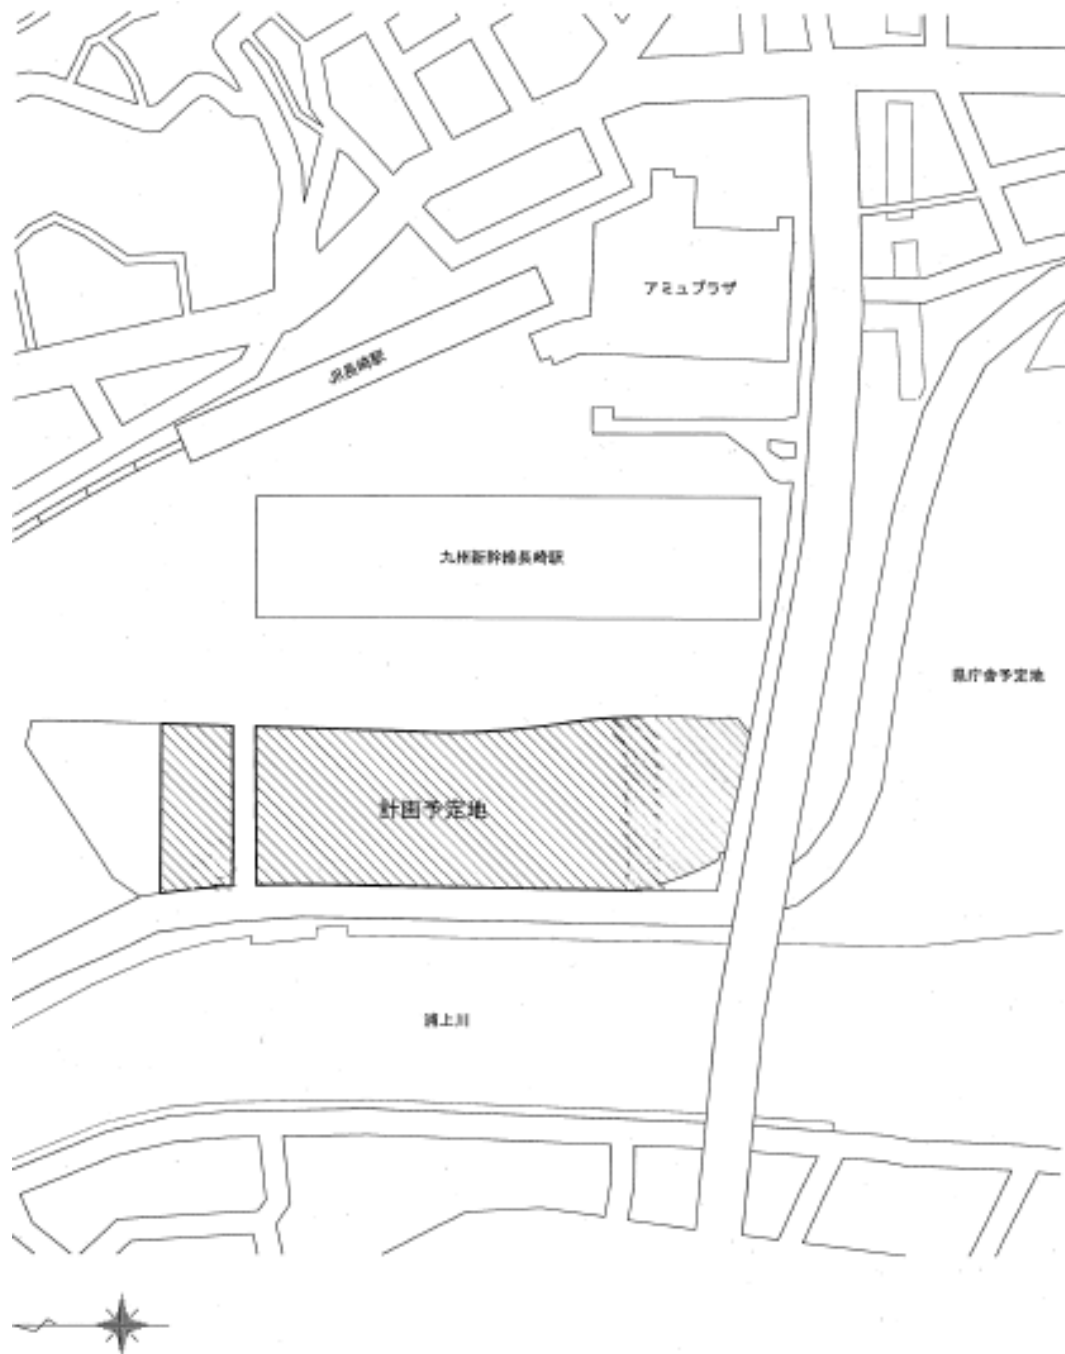 アミュプラザ
JR長崎駅
九州新幹線長崎駅
県庁舎予定地
計画予定地
浦上川